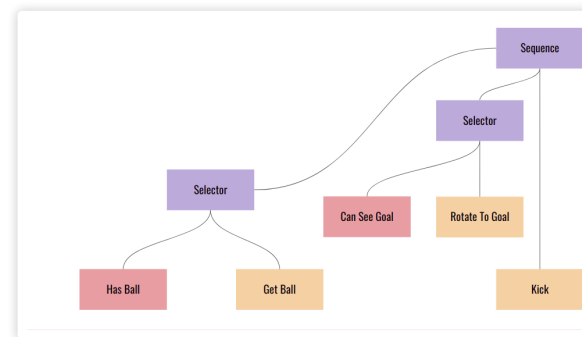 Sequence
Selector
Selector
Can See Goal
Rotate To Goal
Has Ball
Get Ball
Kick